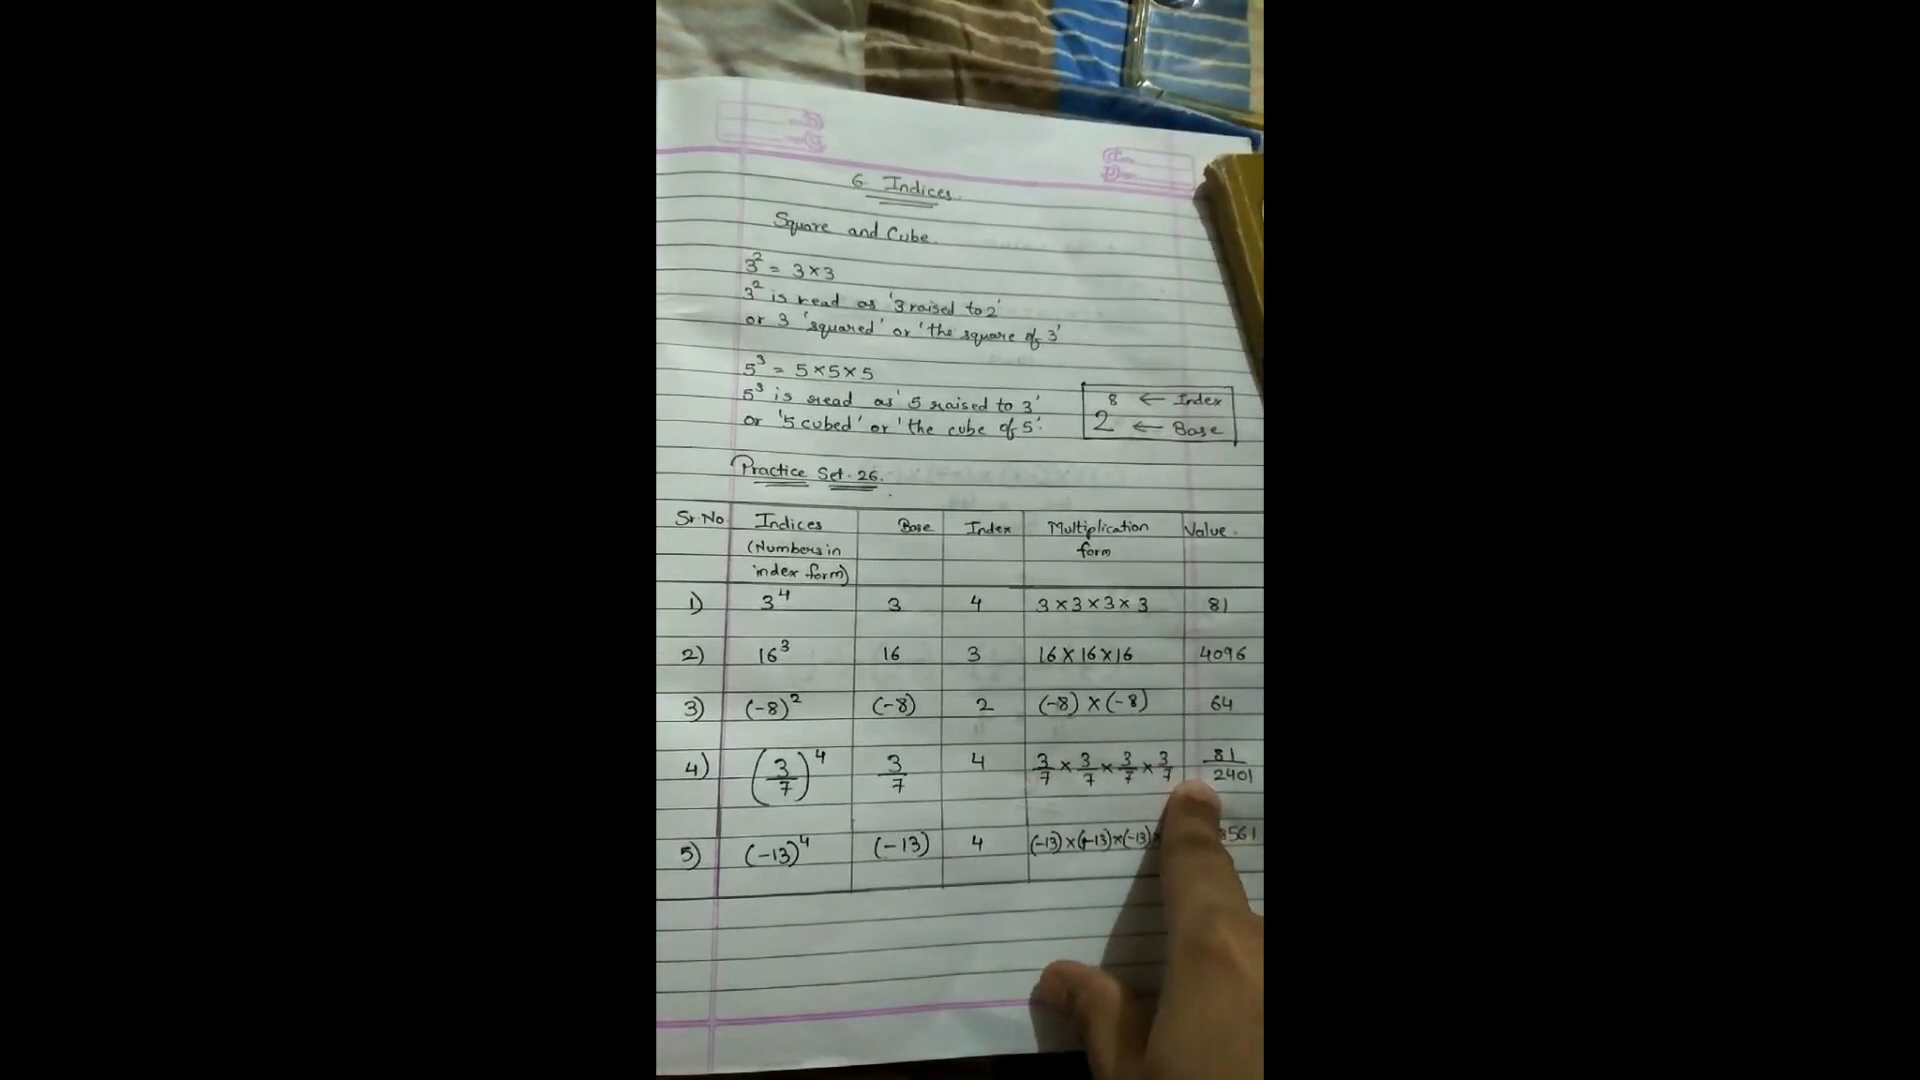 6 Indices.
Square and Cube.
3² = 3×3
3² is read as '3 raised to 2'
or 3 'squared' or 'the square of 3'
5³ = 5×5×5
5³ is read as '5 raised to 3'
or '5 cubed' or 'the cube of 5'.
8 ← Index
2 ← Base
Practice Set. 26.
Sr. No. Indices Base Index Multiplication Value.
(Numbers in form
index form)
1) 3⁴ 3 4 3×3×3×3 81
2) 16³ 16 3 16×16×16 4096
3) (-8)² (-8) 2 (-8)×(-8) 64
4) (3/7)⁴ 3/7 4 3/7 × 3/7 × 3/7 × 3/7 81/2401
5) (-13)⁴ (-13) 4 (-13)×(-13)×(-13)× 561